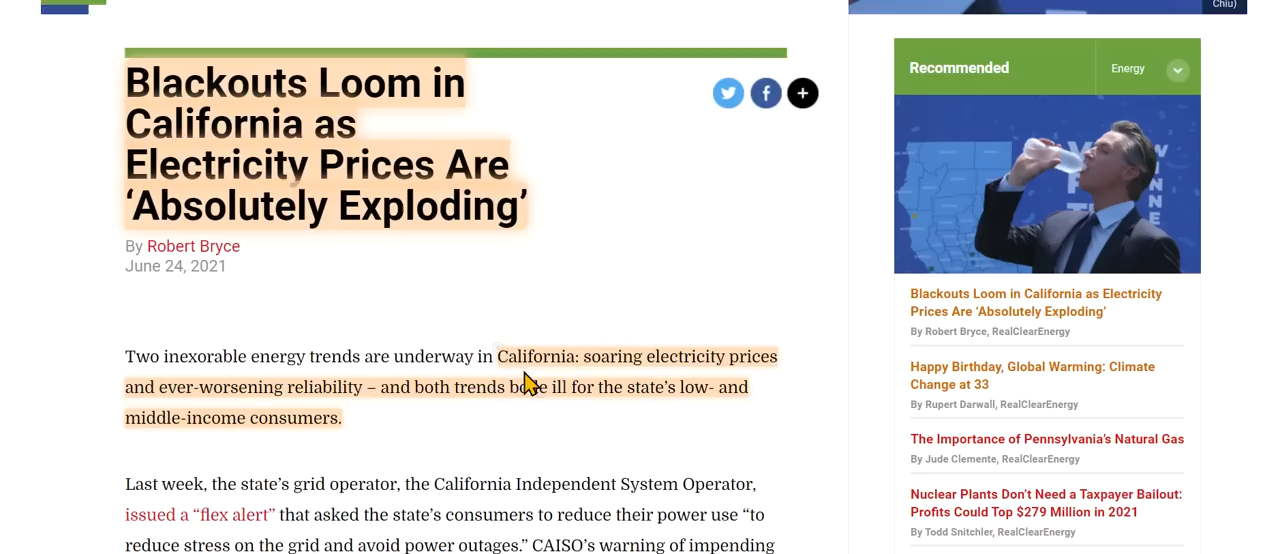 Chiu)
Blackouts Loom in
California as
Electricity Prices Are
‘Absolutely Exploding’
By Robert Bryce
June 24, 2021
Two inexorable energy trends are underway in California: soaring electricity prices
and ever-worsening reliability – and both trends bode ill for the state’s low- and
middle-income consumers.
Last week, the state’s grid operator, the California Independent System Operator,
issued a “flex alert” that asked the state’s consumers to reduce their power use “to
reduce stress on the grid and avoid power outages.” CAISO’s warning of impending
Recommended
Energy
Blackouts Loom in California as Electricity
Prices Are ‘Absolutely Exploding’
By Robert Bryce, RealClearEnergy
Happy Birthday, Global Warming: Climate
Change at 33
By Rupert Darwall, RealClearEnergy
The Importance of Pennsylvania’s Natural Gas
By Jude Clemente, RealClearEnergy
Nuclear Plants Don’t Need a Taxpayer Bailout:
Profits Could Top $279 Million in 2021
By Todd Snitchler, RealClearEnergy